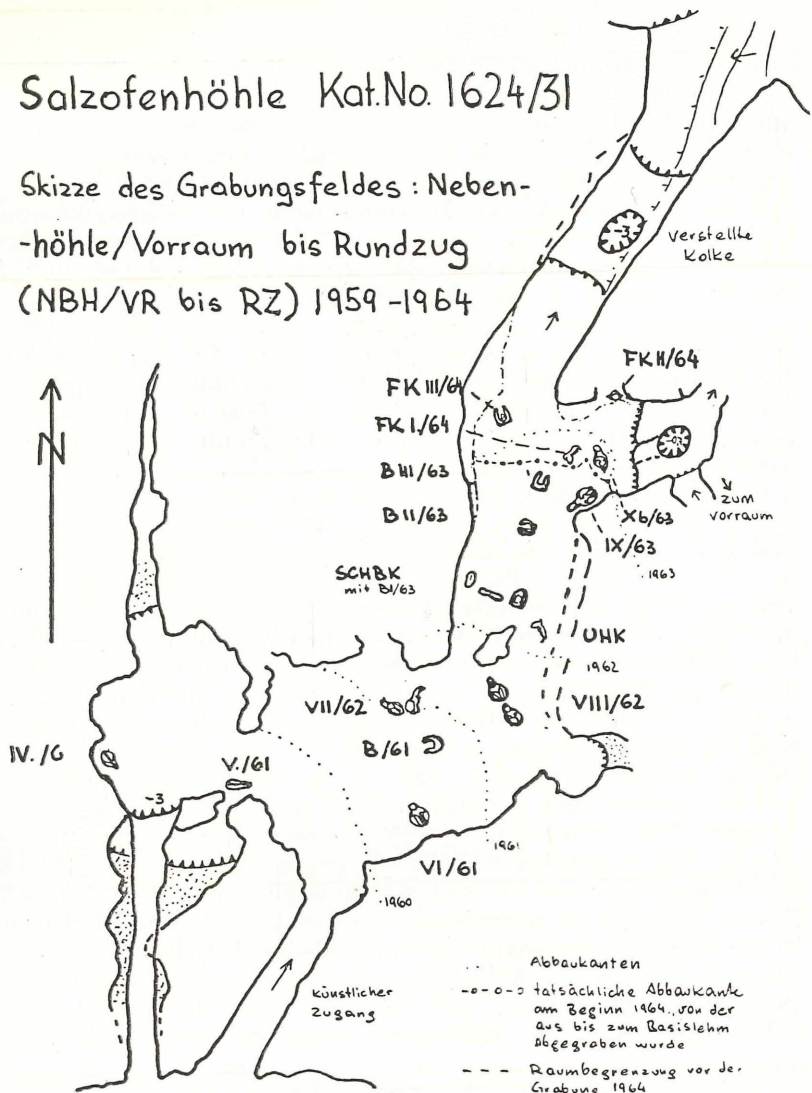 Salzofenhöhle Kat.No. 1624/31
Skizze des Grabungsfeldes : Neben-
-höhle/Vorraum bis Rundzug
(NBH/VR bis RZ) 1959 -1964
-3
verstellte
Kolke
N
FK II/64
FK III/64
FK I./64
B III/63
B II/63
zum
Vorraum
Xb/63
IX/63
1963
SCHBK
mit BI/63
UHK
1962
VII/62
VIII/62
B/61
IV./6
V./61
-3
VI/61
1961
1960
künstlicher
Zugang
Abbaukanten
-o-o-o tatsächliche Abbaukante
am Beginn 1964, von der
aus bis zum Basislehm
abgegraben wurde
--- Raumbegrenzung vor der
Grabung 1964